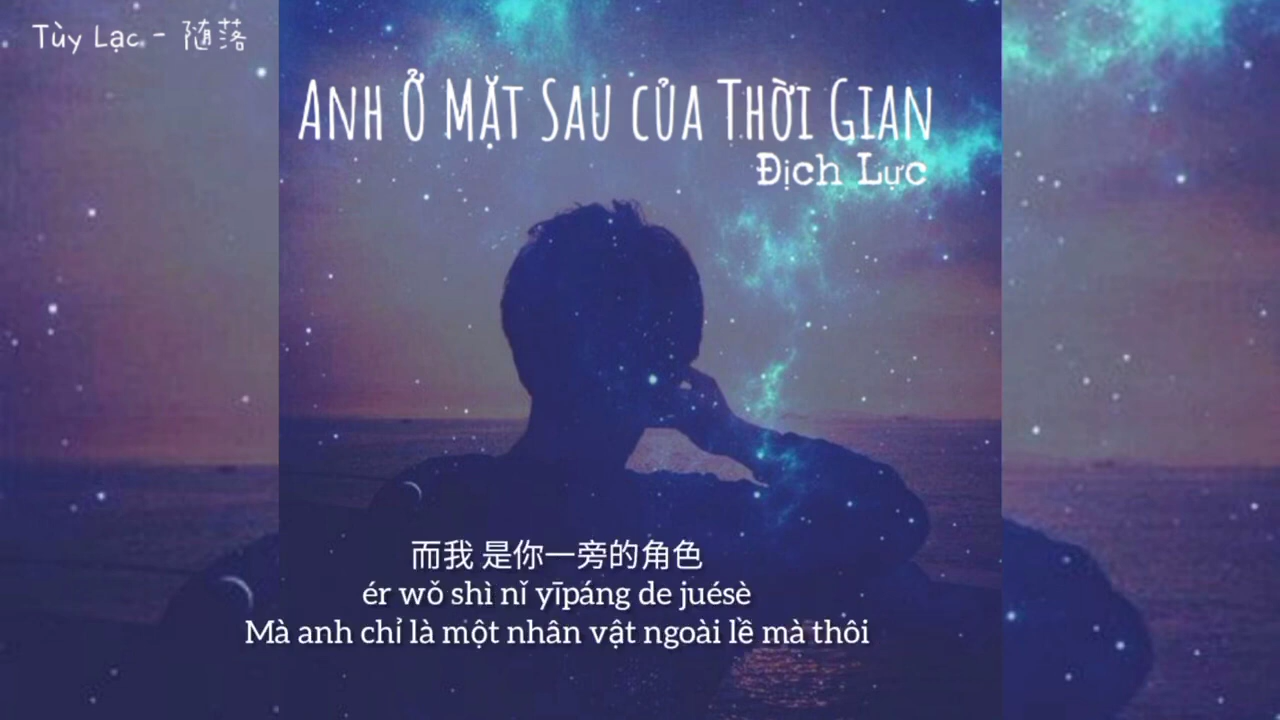 Tùy Lạc - 随落
ANH Ở MẶT SAU CỦA THỜI GIAN
Địch Lực
而我 是你一旁的角色
ér wǒ shì nǐ yīpáng de juésè
Mà anh chỉ là một nhân vật ngoài lề mà thôi